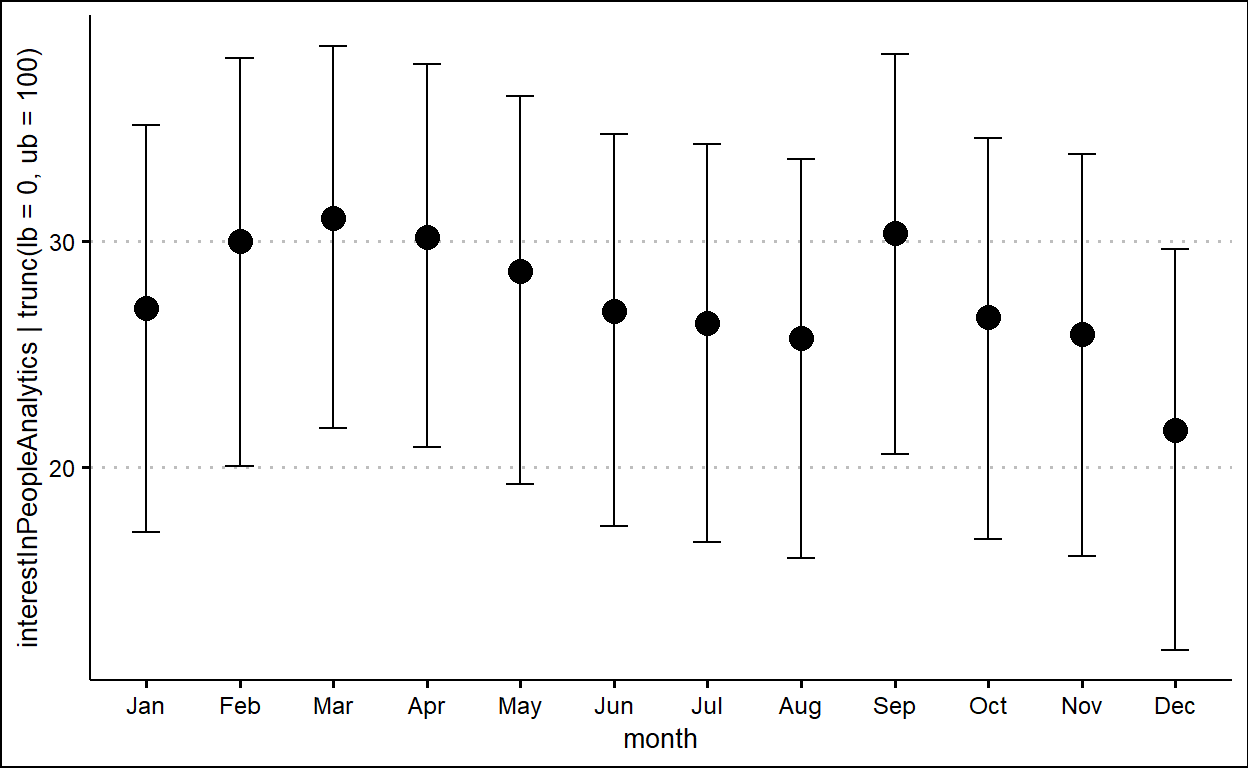 interestInPeopleAnalytics | trunc(lb = 0, ub = 100)
30
20
Jan Feb Mar Apr May Jun Jul Aug Sep Oct Nov Dec
month